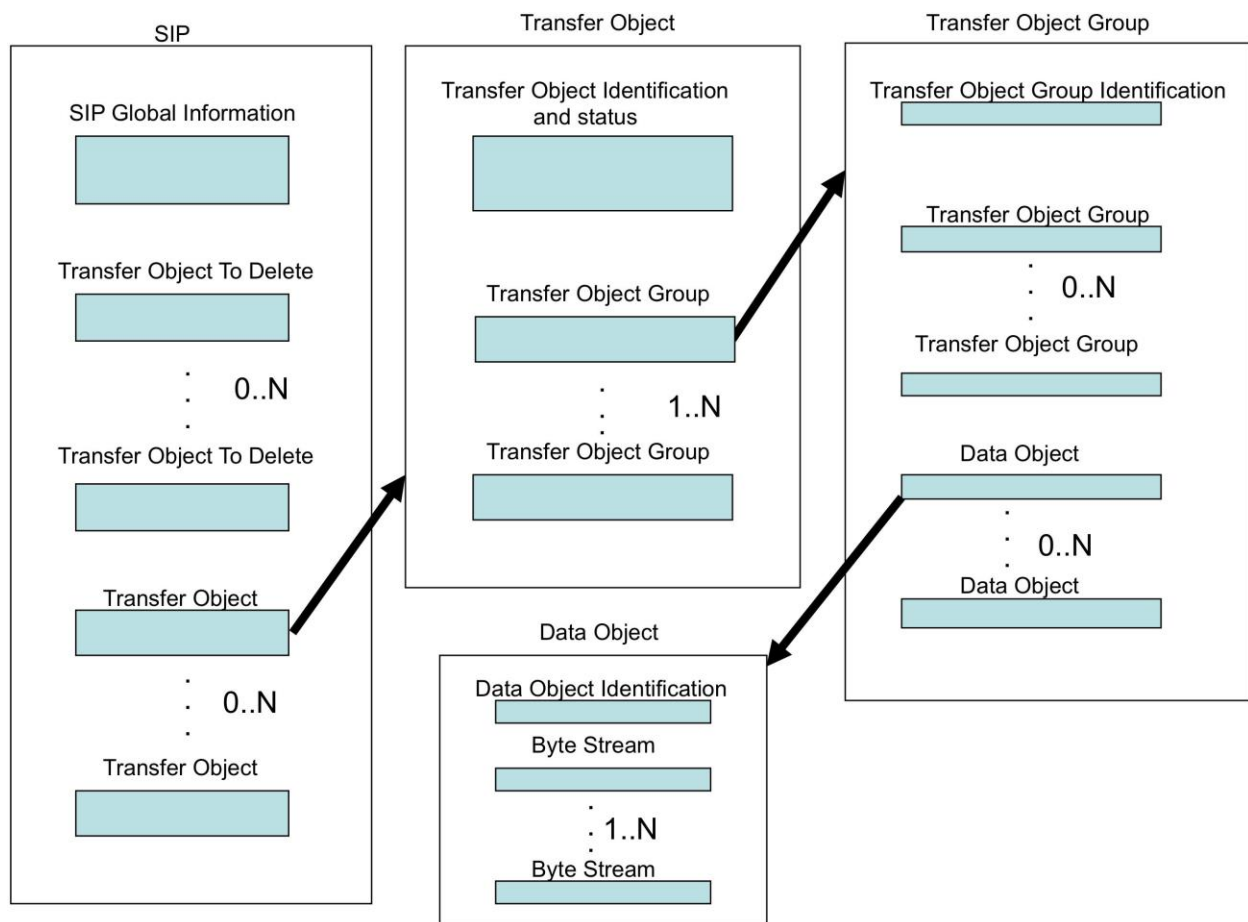 SIP
SIP Global Information
Transfer Object To Delete
0..N
Transfer Object To Delete
Transfer Object
0..N
Transfer Object
Transfer Object
Transfer Object Identification
and status
Transfer Object Group
1..N
Transfer Object Group
Transfer Object Group
Transfer Object Group Identification
Transfer Object Group
0..N
Transfer Object Group
Data Object
0..N
Data Object
Data Object
Data Object Identification
Byte Stream
1..N
Byte Stream